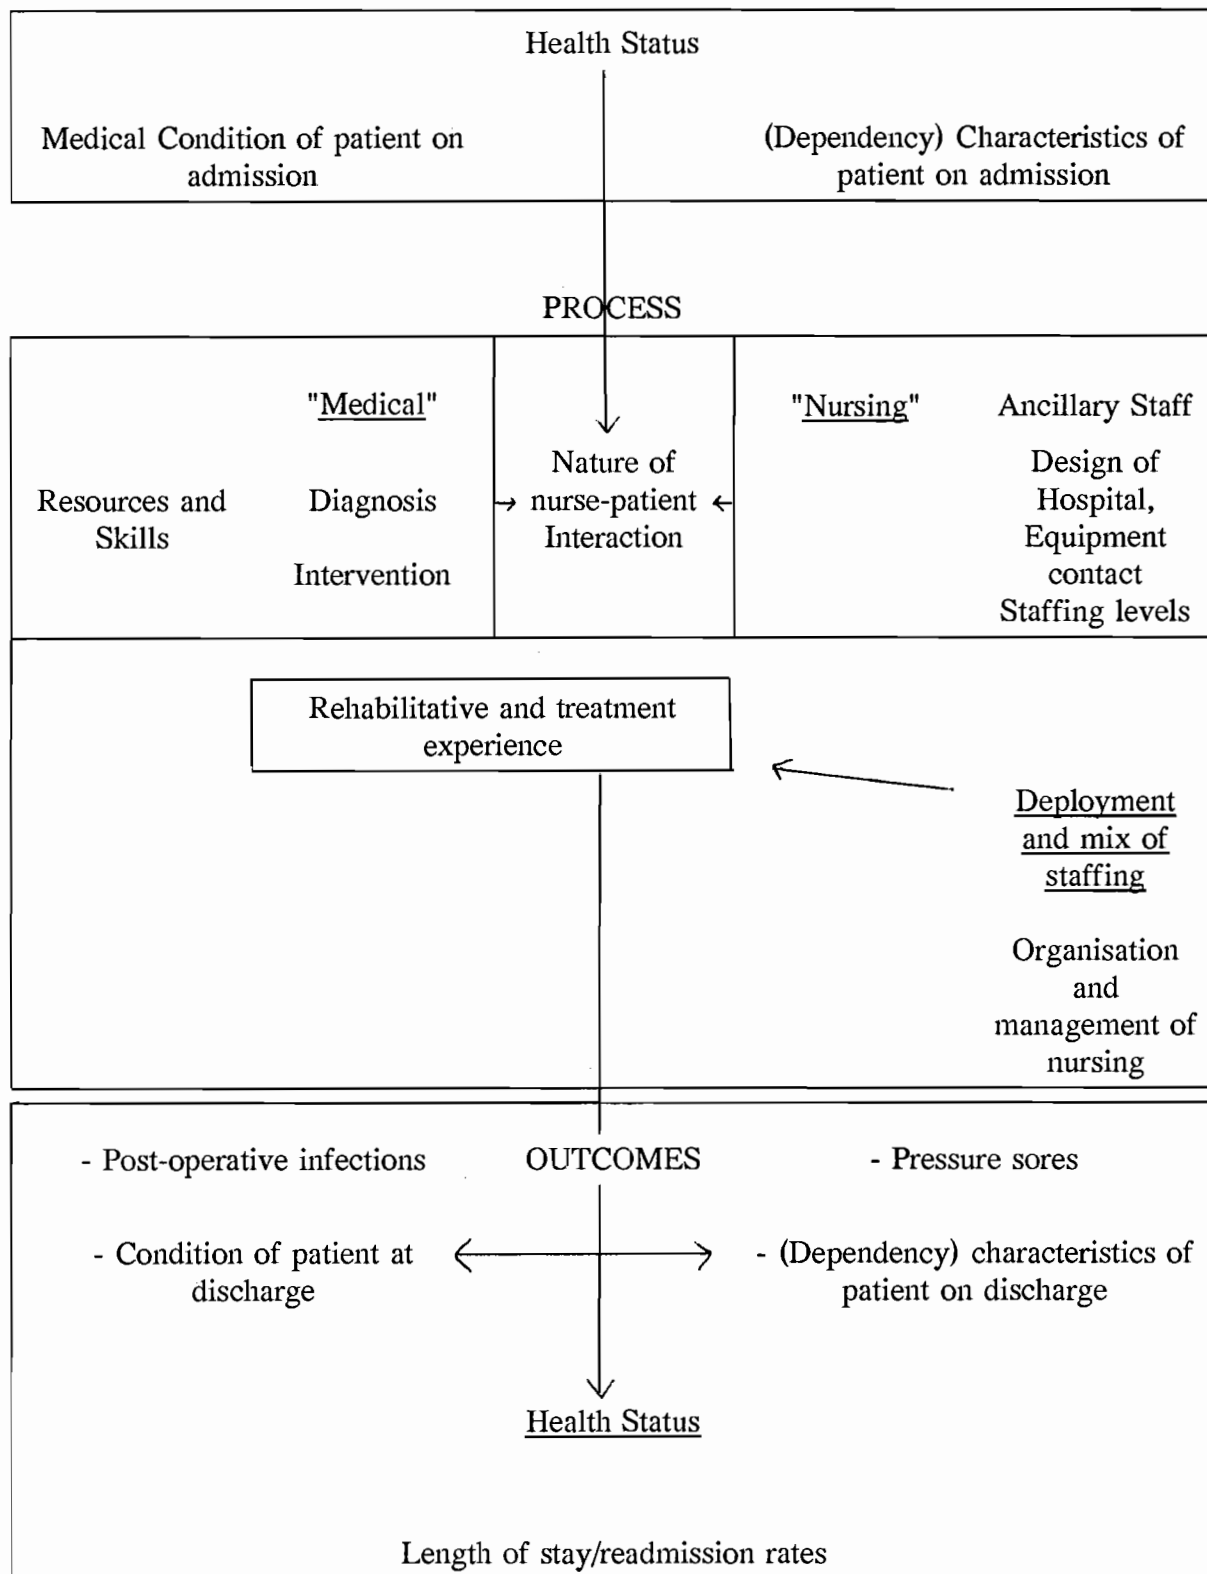 Health Status
Medical Condition of patient on
admission
(Dependency) Characteristics of
patient on admission
PROCESS
"Medical"
"Nursing"
Ancillary Staff
Resources and
Skills
Diagnosis
Intervention
Nature of
nurse-patient
Interaction
Design of
Hospital,
Equipment
contact
Staffing levels
Rehabilitative and treatment
experience
Deployment
and mix of
staffing
Organisation
and
management of
nursing
- Post-operative infections
OUTCOMES
- Pressure sores
- Condition of patient at
discharge
- (Dependency) characteristics of
patient on discharge
Health Status
Length of stay/readmission rates